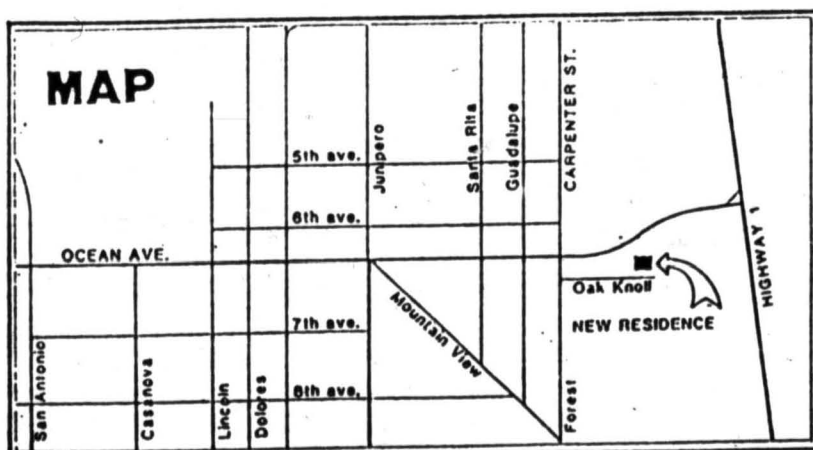 MAP
5th ave.
6th ave.
OCEAN AVE.
7th ave.
8th ave.
San Antonio
Casanova
Lincoln
Dolores
Junipero
Santa Rita
Guadalupe
CARPENTER ST.
Mountain View
Forest
Oak Knoll
NEW RESIDENCE
HIGHWAY 1